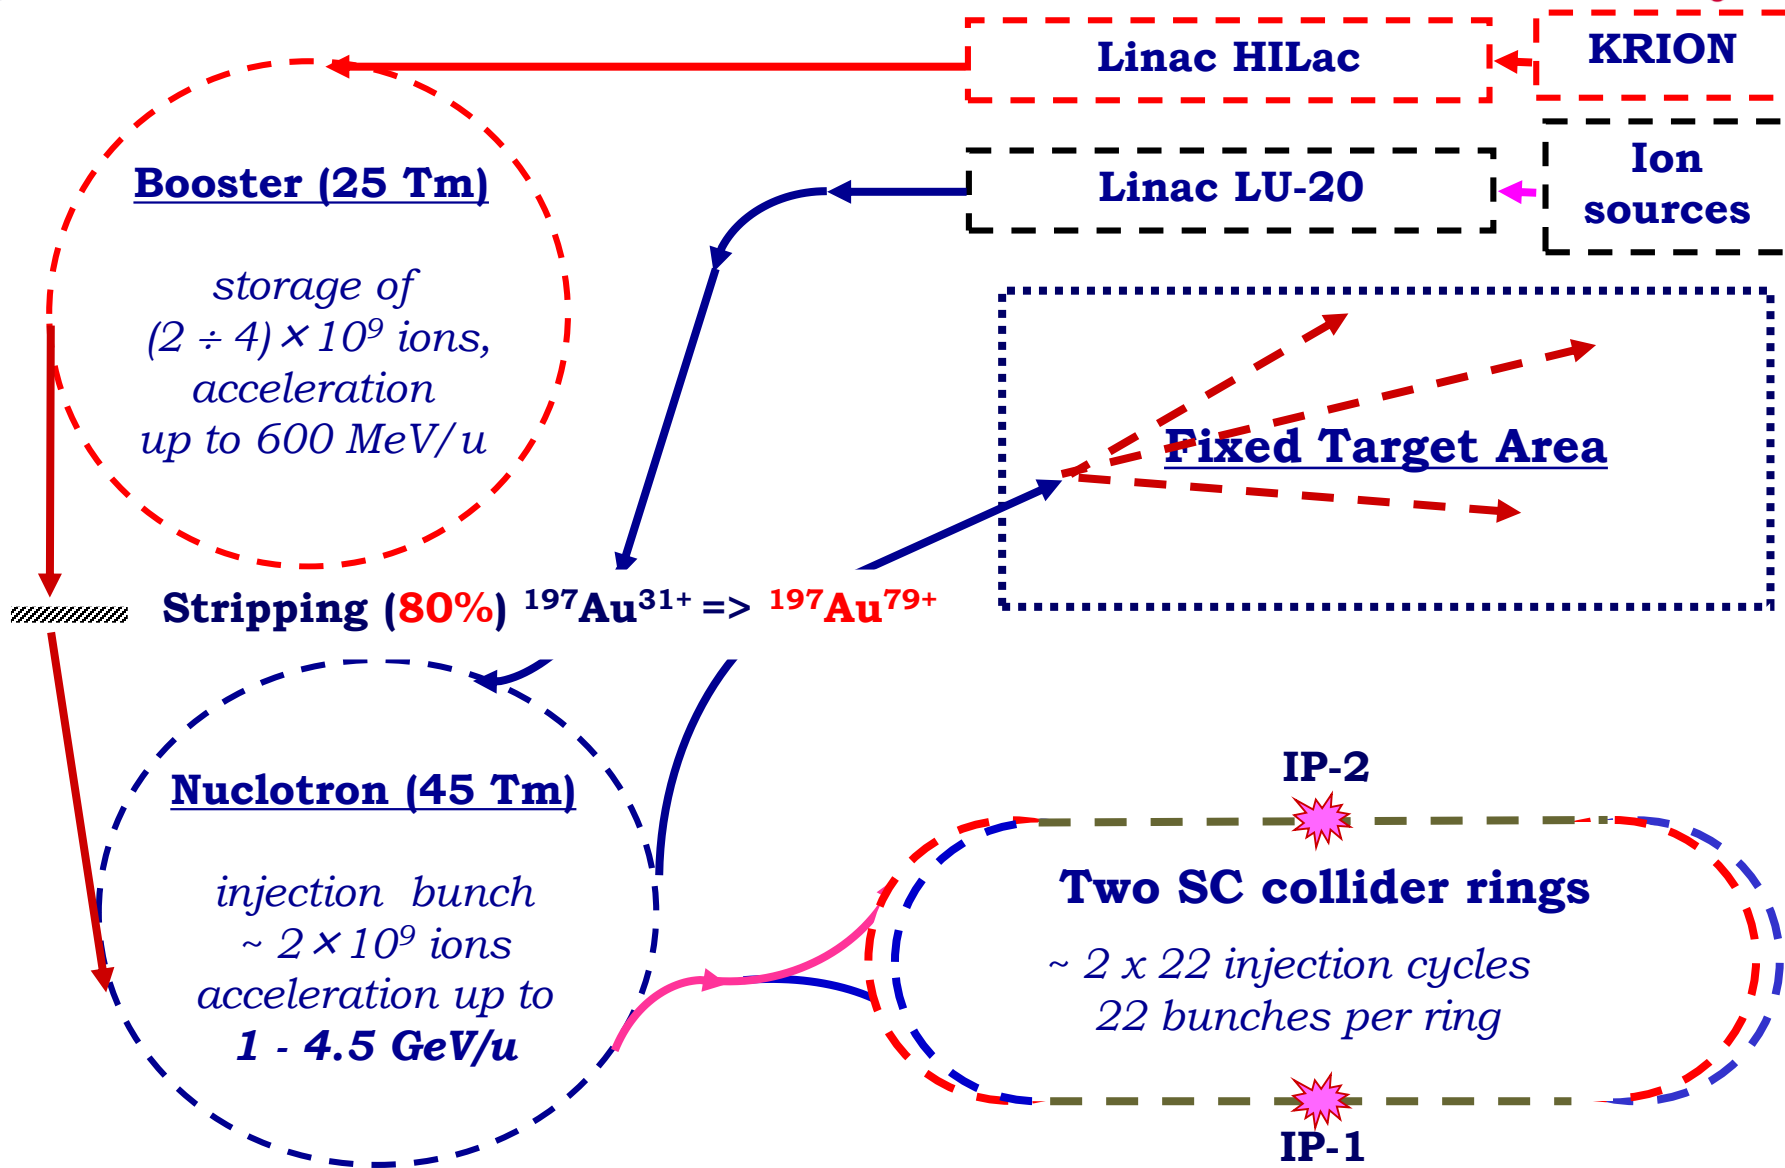 Linac HILac
KRION
Linac LU-20
Ion
sources
Booster (25 Tm)
storage of
(2 ÷ 4)×10⁹ ions,
acceleration
up to 600 MeV/u
Fixed Target Area
Stripping (80%) ¹⁹⁷Au³¹⁺ => ¹⁹⁷Au⁷⁹⁺
Nuclotron (45 Tm)
injection bunch
~ 2×10⁹ ions
acceleration up to
1 - 4.5 GeV/u
IP-2
Two SC collider rings
~ 2 x 22 injection cycles
22 bunches per ring
IP-1